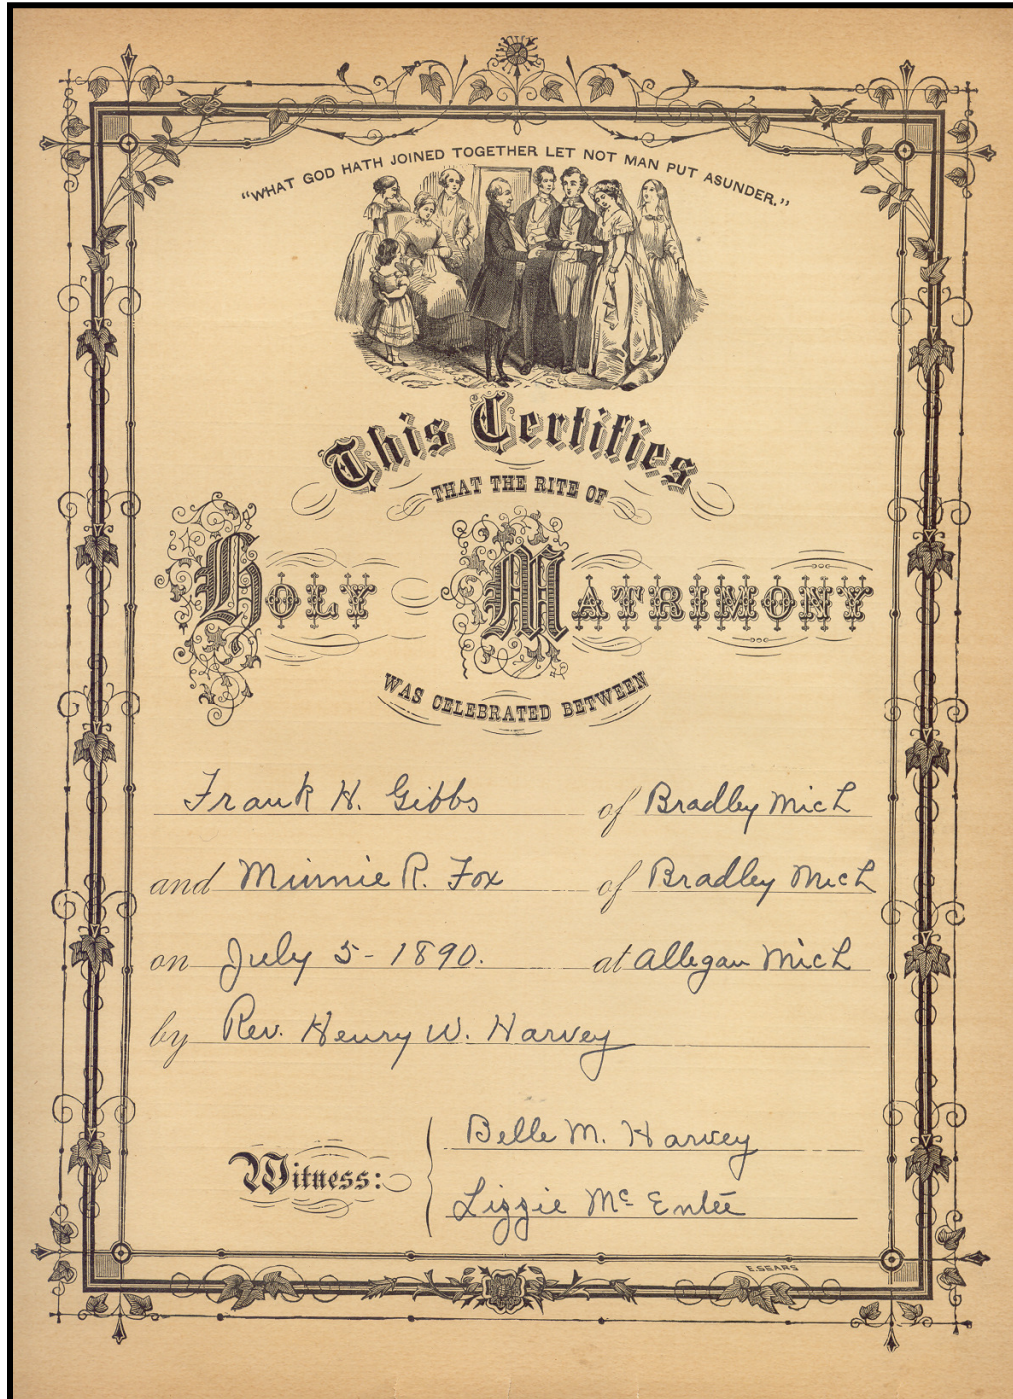 "WHAT GOD HATH JOINED TOGETHER LET NOT MAN PUT ASUNDER."
This Certifies
THAT THE RITE OF
HOLY MATRIMONY
WAS CELEBRATED BETWEEN
Frank H. Gibbs of Bradley Mich
and Minnie R. Fox of Bradley Mich
on July 5-1890. at Allegan Mich
by Rev. Henry W. Harvey
Belle M. Harvey
Witness:
Lizzie Mc Entee
E.SEARS